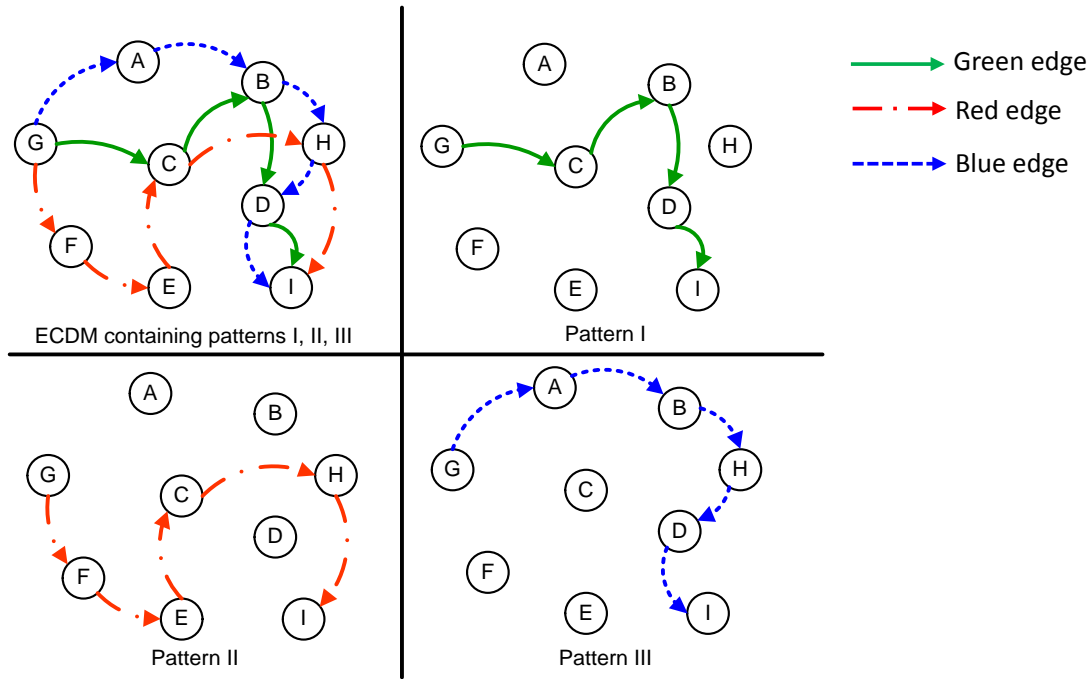 A
B
G
H
C
D
F
E
I
ECDM containing patterns I, II, III
A
B
G
H
C
D
F
E
I
Pattern I
Green edge
Red edge
Blue edge
A
B
G
H
C
D
F
E
I
Pattern II
A
B
G
H
C
D
F
E
I
Pattern III